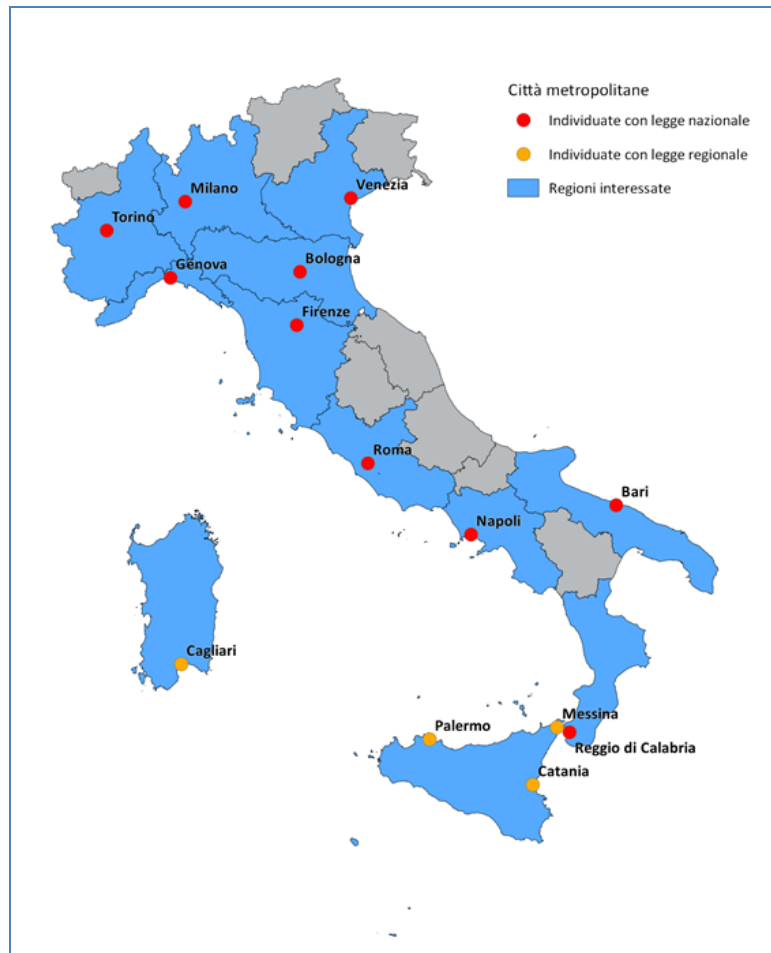 Città metropolitane
Individuate con legge nazionale
Individuate con legge regionale
Regioni interessate
Milano
Venezia
Torino
Bologna
Genova
Firenze
Roma
Bari
Napoli
Cagliari
Messina
Palermo
Reggio di Calabria
Catania